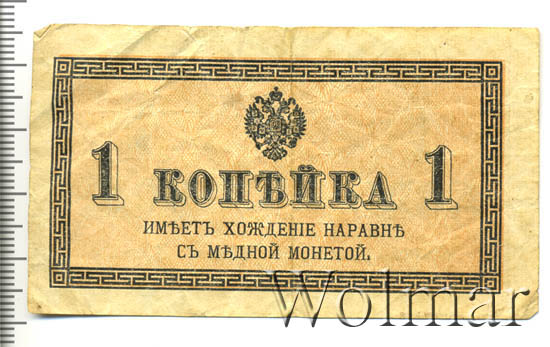 1 КОПѢЙКА 1
ИМѢЕТЪ ХОЖДЕНІЕ НАРАВНѢ
СЪ МѢДНОЙ МОНЕТОЙ.
Wolmar